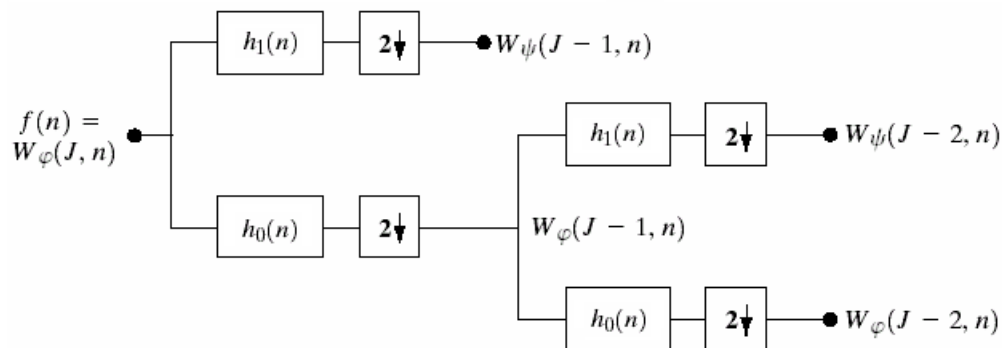 h₁(n)
2↓
W_ψ(J − 1, n)
f(n) =
W_φ(J, n)
h₁(n)
2↓
W_ψ(J − 2, n)
h₀(n)
2↓
W_φ(J − 1, n)
h₀(n)
2↓
W_φ(J − 2, n)